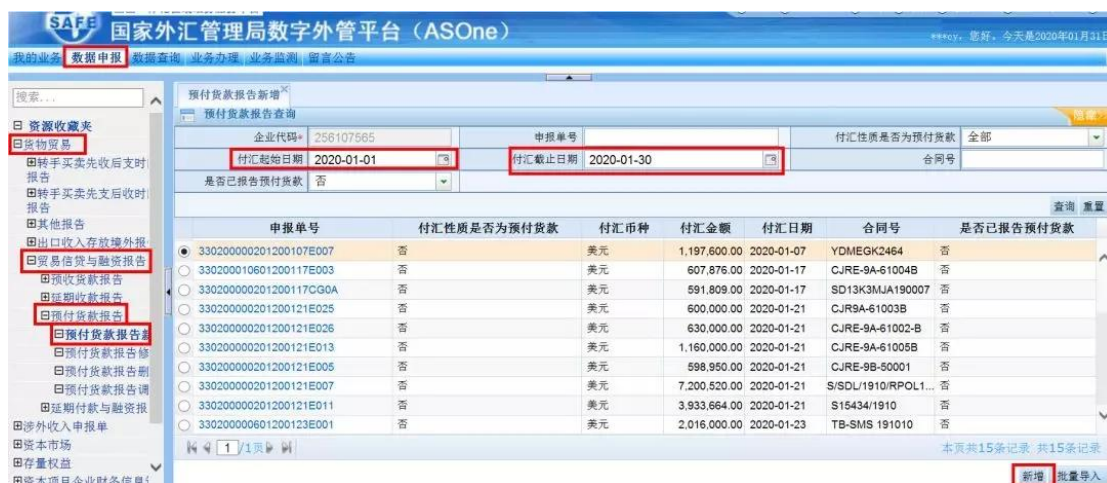 SAFE
国家外汇管理局数字外管平台（ASOne）
***cy，您好，今天是2020年01月31日
我的业务 数据申报 数据查询 业务办理 业务监测 留言公告
搜索...
资源收藏夹
货物贸易
转手买卖先收后支时
报告
转手买卖先支后收时
报告
其他报告
出口收入存放境外报
贸易信贷与融资报告
预收货款报告
延期收款报告
预付货款报告
预付货款报告新
预付货款报告修
预付货款报告删
预付货款报告调
延期付款与融资报
涉外收入申报单
资本市场
存量权益
资本项目企业财务信息
预付货款报告新增
预付货款报告查询
隐藏
企业代码* 256107565 申报单号 付汇性质是否为预付货款 全部
付汇起始日期 2020-01-01 付汇截止日期 2020-01-30 合同号
是否已报告预付货款 否
查询 重置
申报单号 付汇性质是否为预付货款 付汇币种 付汇金额 付汇日期 合同号 是否已报告预付货款
330200000201200107E007 否 美元 1,197,600.00 2020-01-07 YDMEGK2464 否
330200010601200117E003 否 美元 607,876.00 2020-01-17 CJRE-9A-61004B 否
330200000201200117CG0A 否 美元 591,809.00 2020-01-17 SD13K3MJA190007 否
330200000201200121E025 否 美元 600,000.00 2020-01-21 CJR9A-61003B 否
330200000201200121E026 否 美元 630,000.00 2020-01-21 CJRE-9A-61002-B 否
330200000201200121E013 否 美元 1,160,000.00 2020-01-21 CJRE-9A-61005B 否
330200000201200121E005 否 美元 598,950.00 2020-01-21 CJRE-9B-50001 否
330200000201200121E007 否 美元 7,200,520.00 2020-01-21 S/SDL/1910/RPOL1... 否
330200000201200121E011 否 美元 3,933,664.00 2020-01-21 S15434/1910 否
330200000601200123E001 否 美元 2,016,000.00 2020-01-23 TB-SMS 191010 否
1 /1页 本页共15条记录 共15条记录
新增 批量导入